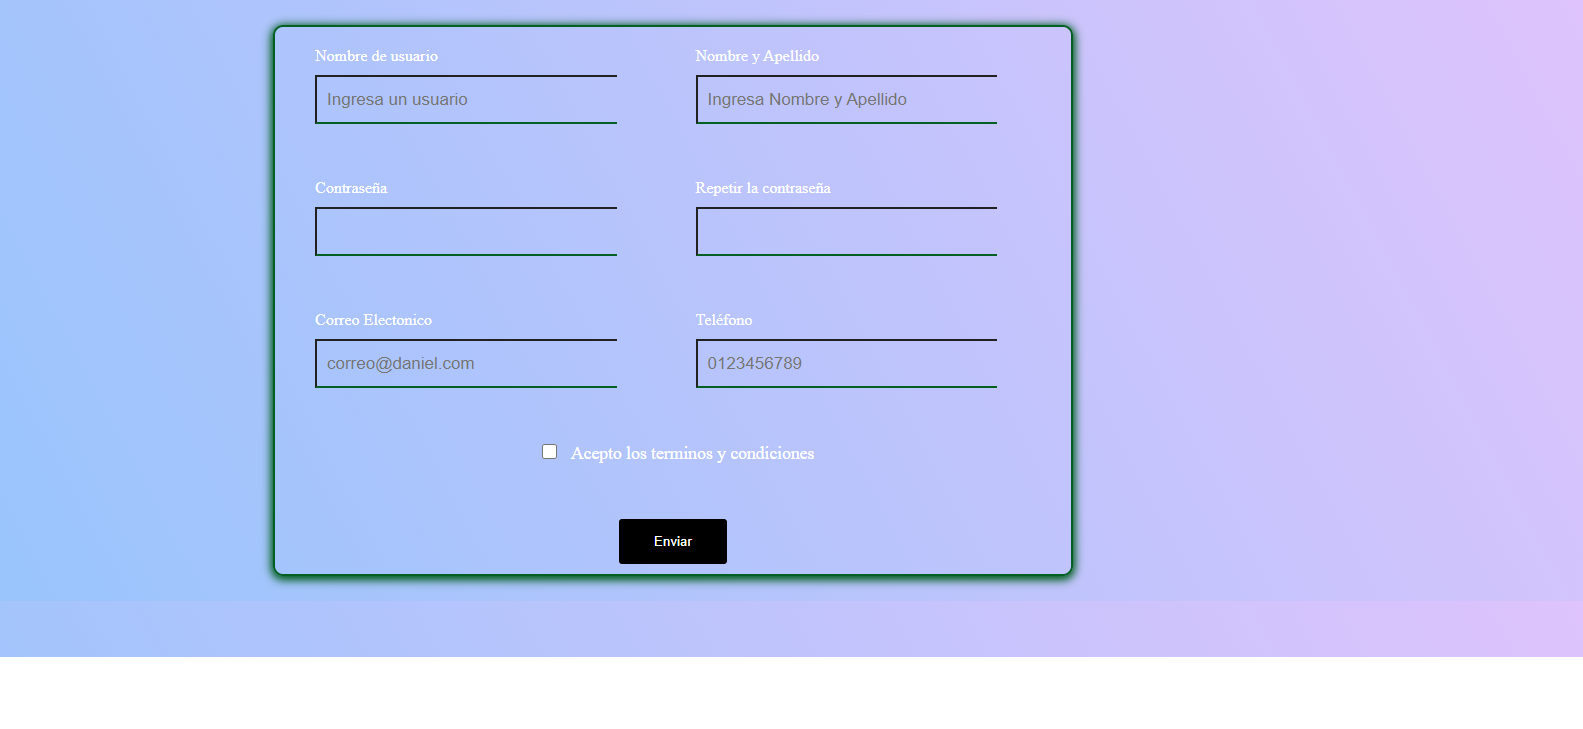 Nombre de usuario
Nombre y Apellido
Ingresa un usuario
Ingresa Nombre y Apellido
Contraseña
Repetir la contraseña
Correo Electonico
Teléfono
correo@daniel.com
0123456789
Acepto los terminos y condiciones
Enviar